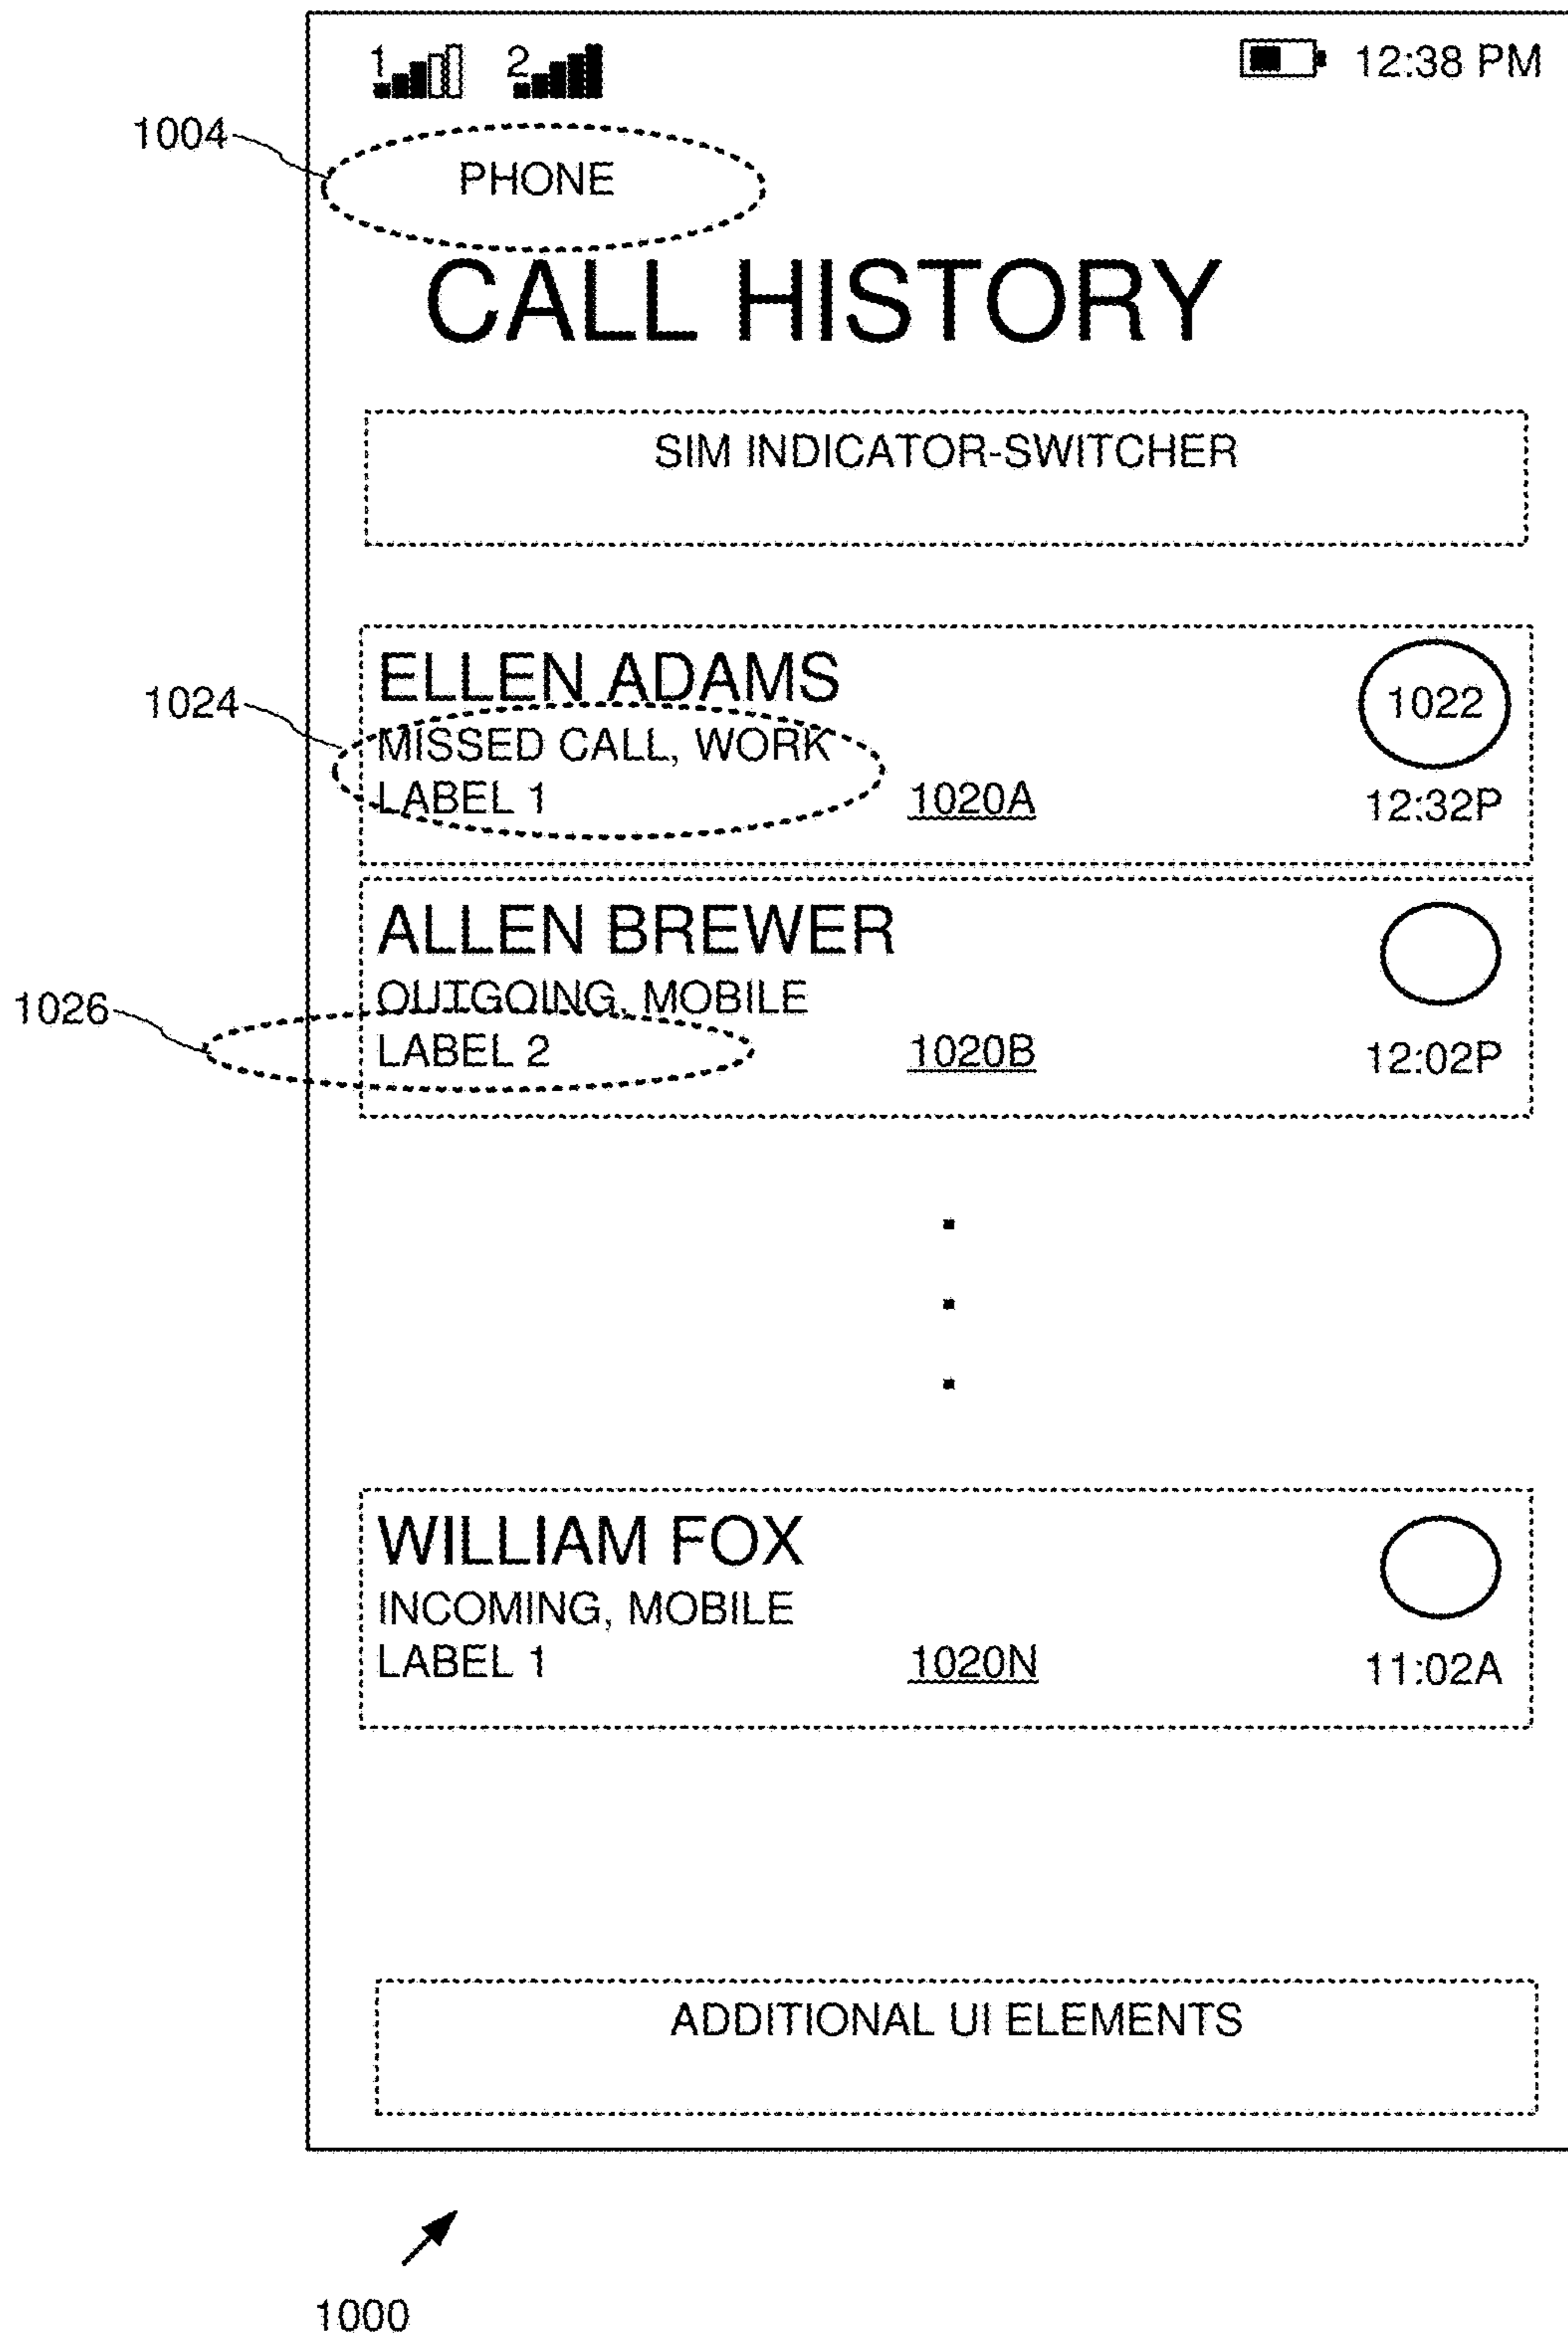 1 2 12:38 PM
1004
PHONE
CALL HISTORY
SIM INDICATOR-SWITCHER
ELLEN ADAMS
1022
1024
MISSED CALL, WORK
LABEL 1 1020A 12:32P
ALLEN BREWER
OUTGOING, MOBILE
1026
LABEL 2 1020B 12:02P
WILLIAM FOX
INCOMING, MOBILE
LABEL 1 1020N 11:02A
ADDITIONAL UI ELEMENTS
1000